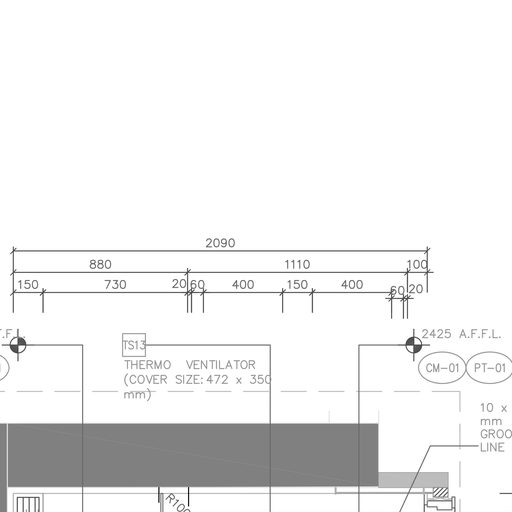 2090
880 1110 100
150 730 20 60 400 150 400 60 20
F.F.
TS13
2425 A.F.F.L.
THERMO VENTILATOR
(COVER SIZE: 472 x 350
mm)
CM-01 PT-01
10 x
mm
GROO
LINE
R100